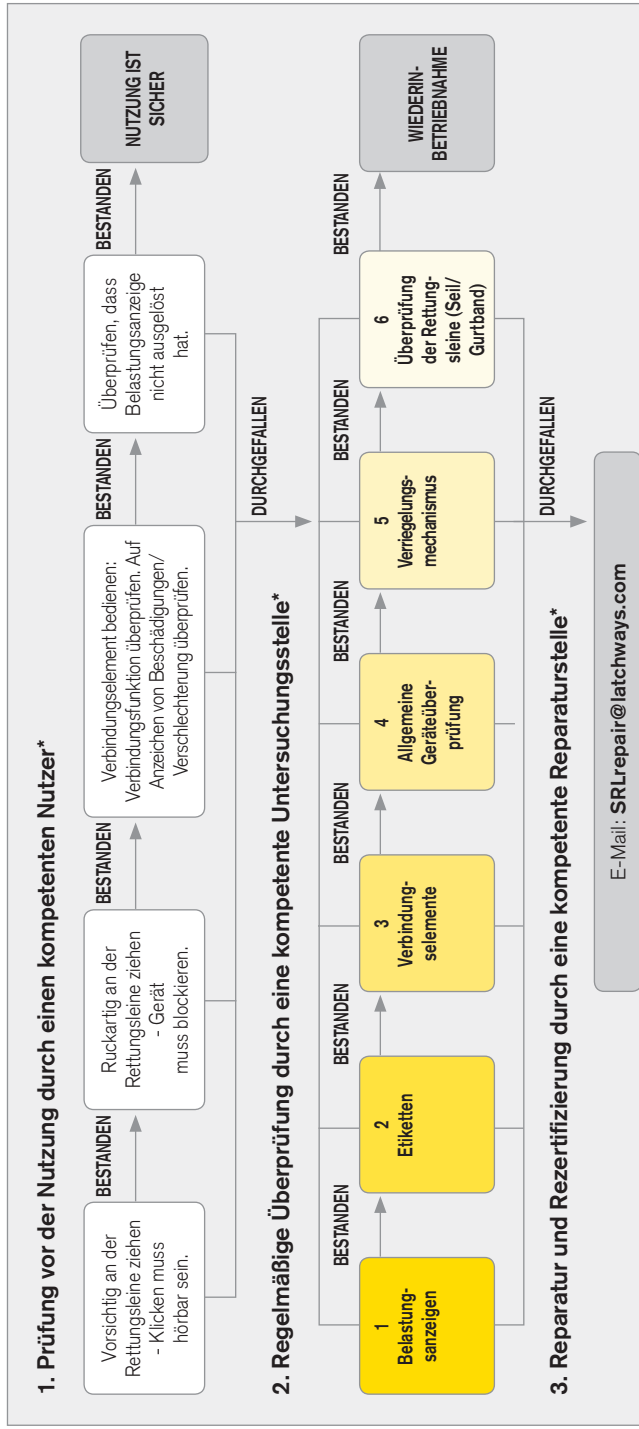 1. Prüfung vor der Nutzung durch einen kompetenten Nutzer*
Vorsichtig an der
Rettungsleine ziehen
- Klicken muss
hörbar sein.
BESTANDEN
Ruckartig an der
Rettungsleine ziehen
- Gerät
muss blockieren.
BESTANDEN
Verbindungselement bedienen:
Verbindungsfunktion überprüfen. Auf
Anzeichen von Beschädigungen/
Verschlechterung überprüfen.
BESTANDEN
Überprüfen, dass
Belastungsanzeige
nicht ausgelöst
hat.
BESTANDEN
NUTZUNG IST
SICHER
DURCHGEFALLEN
2. Regelmäßige Überprüfung durch eine kompetente Untersuchungsstelle*
1
Belastung-
sanzeigen
BESTANDEN
2
Etiketten
BESTANDEN
3
Verbindung-
selemente
BESTANDEN
4
Allgemeine
Geräteüber-
prüfung
BESTANDEN
5
Verriegelungs-
mechanismus
BESTANDEN
6
Überprüfung
der Rettung-
sleine (Seil/
Gurtband)
BESTANDEN
WIEDERIN-
BETRIEBNAHME
DURCHGEFALLEN
3. Reparatur und Rezertifizierung durch eine kompetente Reparaturstelle*
E-Mail: SRLrepair@latchways.com